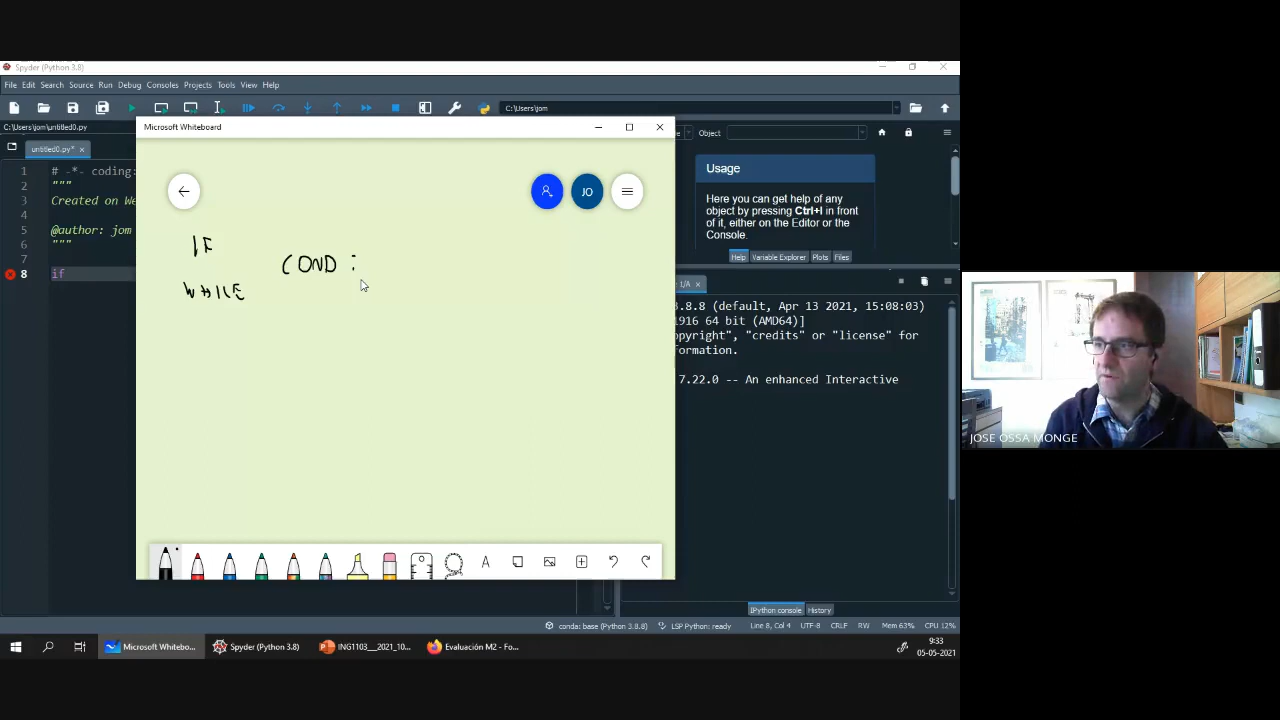 Spyder (Python 3.8)
File Edit Search Source Run Debug Consoles Projects Tools View Help
C:\Users\jom
C:\Users\jom\untitled0.py
Microsoft Whiteboard
Object
untitled0.py*
1 # -*- coding:
2 """
3 Created on We
4
5 @author: jom
6 """
7
8 if
JO
Usage
Here you can get help of any
object by pressing Ctrl+I in front
of it, either on the Editor or the
Console.
Help Variable Explorer Plots Files
IF
COND :
WHILE
1/A
3.8.8 (default, Apr 13 2021, 15:08:03)
1916 64 bit (AMD64)]
opyright", "credits" or "license" for
formation.
7.22.0 -- An enhanced Interactive
JOSE OSSA MONGE
A
IPython console History
conda: base (Python 3.8.8) LSP Python: ready Line 8, Col 4 UTF-8 CRLF RW Mem 63% CPU 12%
Microsoft Whitebo... Spyder (Python 3.8) ING1103___2021_10... Evaluación M2 - Fo...
9:33
05-05-2021